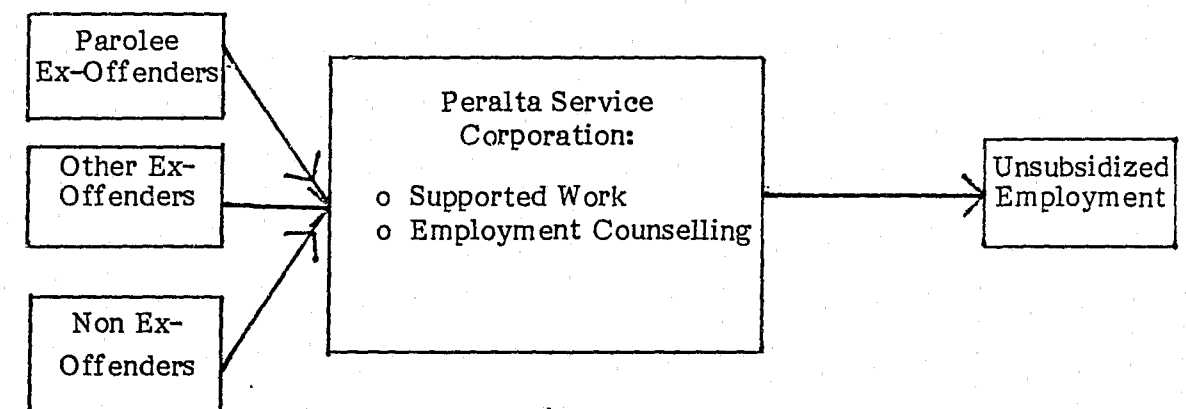 Parolee
Ex-Offenders
Other Ex-
Offenders
Non Ex-
Offenders
Peralta Service
Corporation:
o Supported Work
o Employment Counselling
Unsubsidized
Employment